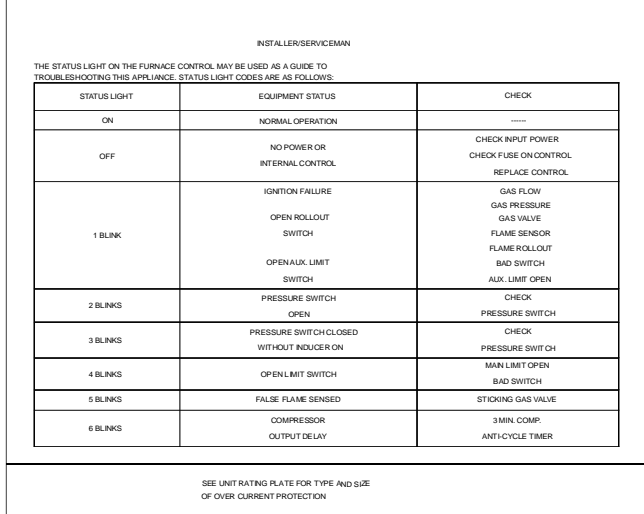 INSTALLER/SERVICEMAN
THE STATUS LIGHT ON THE FURNACE CONTROL MAY BE USED AS A GUIDE TO
TROUBLESHOOTING THIS APPLIANCE. STATUS LIGHT CODES ARE AS FOLLOWS:
STATUS LIGHT EQUIPMENT STATUS CHECK
ON NORMAL OPERATION ------
OFF
NO POWER OR
INTERNAL CONTROL
CHECK INPUT POWER
CHECK FUSE ON CONTROL
REPLACE CONTROL
1 BLINK
IGNITION FAILURE
OPEN ROLLOUT
SWITCH
OPEN AUX. LIMIT
SWITCH
GAS FLOW
GAS PRESSURE
GAS VALVE
FLAME SENSOR
FLAME ROLLOUT
BAD SWITCH
AUX. LIMIT OPEN
2 BLINKS
PRESSURE SWITCH
OPEN
CHECK
PRESSURE SWITCH
3 BLINKS
PRESSURE SWITCH CLOSED
WITHOUT INDUCER ON
CHECK
PRESSURE SWITCH
4 BLINKS
OPEN LIMIT SWITCH
MAIN LIMIT OPEN
BAD SWITCH
5 BLINKS FALSE FLAME SENSED STICKING GAS VALVE
6 BLINKS
COMPRESSOR
OUTPUT DELAY
3 MIN. COMP.
ANTI-CYCLE TIMER
SEE UNIT RATING PLATE FOR TYPE AND SIZE
OF OVER CURRENT PROTECTION